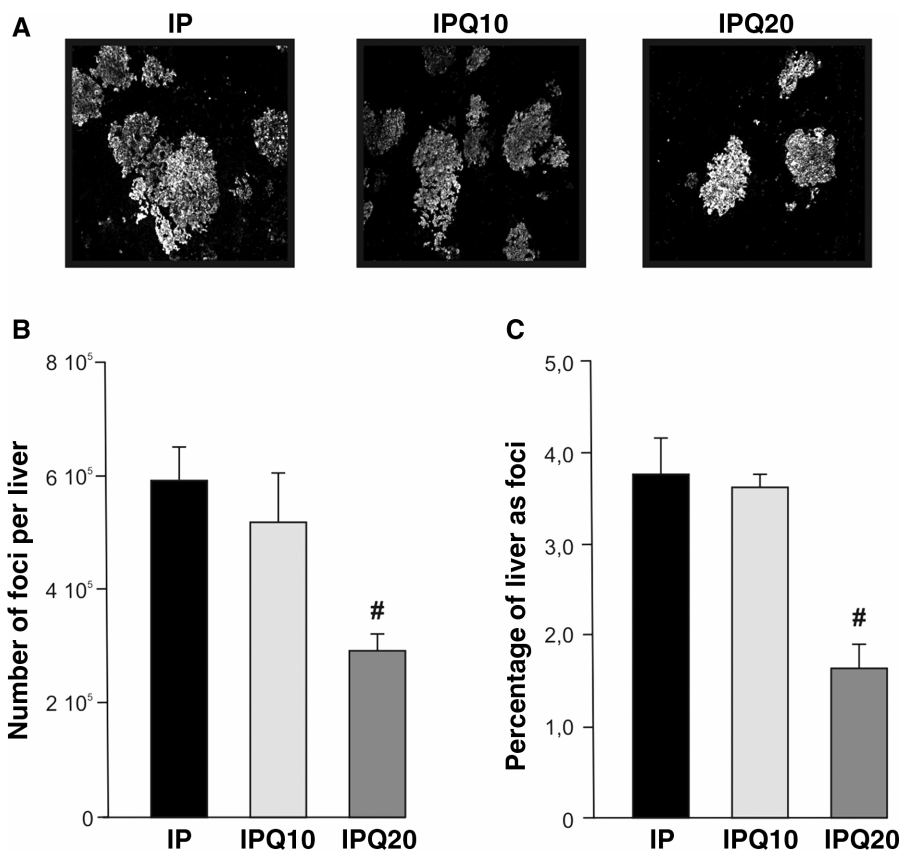 A
IP
IPQ10
IPQ20
B
Number of foci per liver
8 10⁵
6 10⁵
4 10⁵
2 10⁵
0
#
IP
IPQ10
IPQ20
C
Percentage of liver as foci
5,0
4,0
3,0
2,0
1,0
0
#
IP
IPQ10
IPQ20